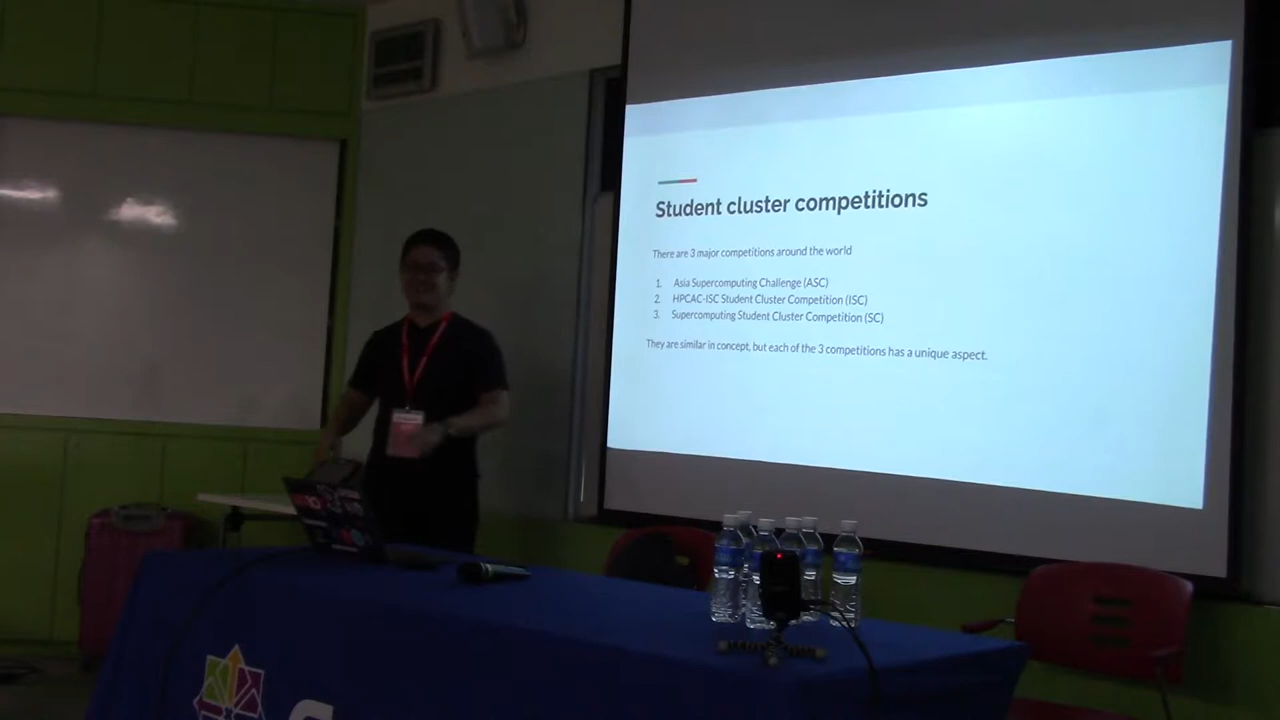 Student cluster competitions
There are 3 major competitions around the world
1. Asia Supercomputing Challenge (ASC)
2. HPCAC-ISC Student Cluster Competition (ISC)
3. Supercomputing Student Cluster Competition (SC)
They are similar in concept, but each of the 3 competitions has a unique aspect.